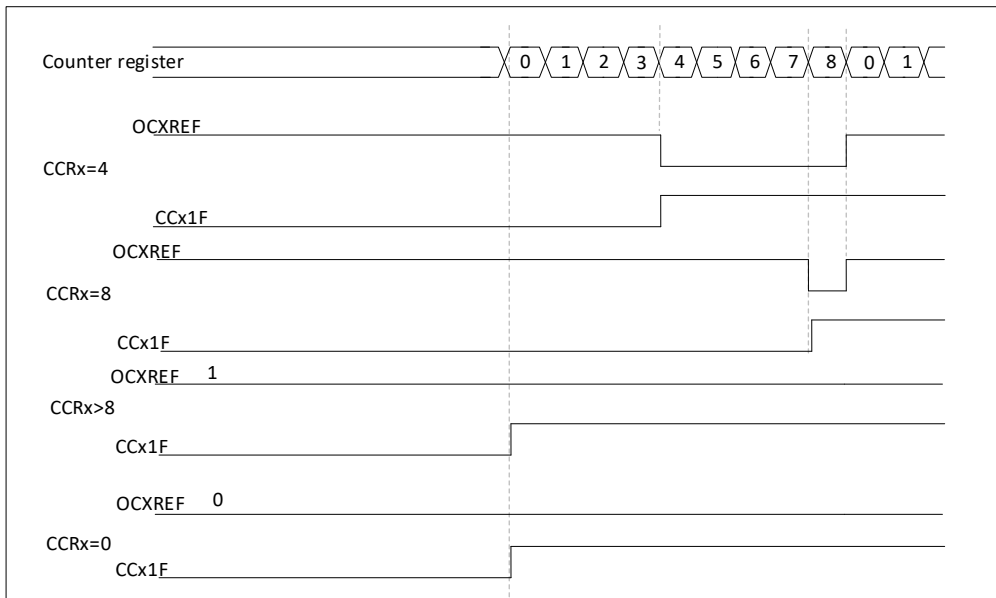 Counter register 0 1 2 3 4 5 6 7 8 0 1
OCXREF
CCRx=4
CCx1F
OCXREF
CCRx=8
CCx1F
OCXREF 1
CCRx>8
CCx1F
OCXREF 0
CCRx=0
CCx1F